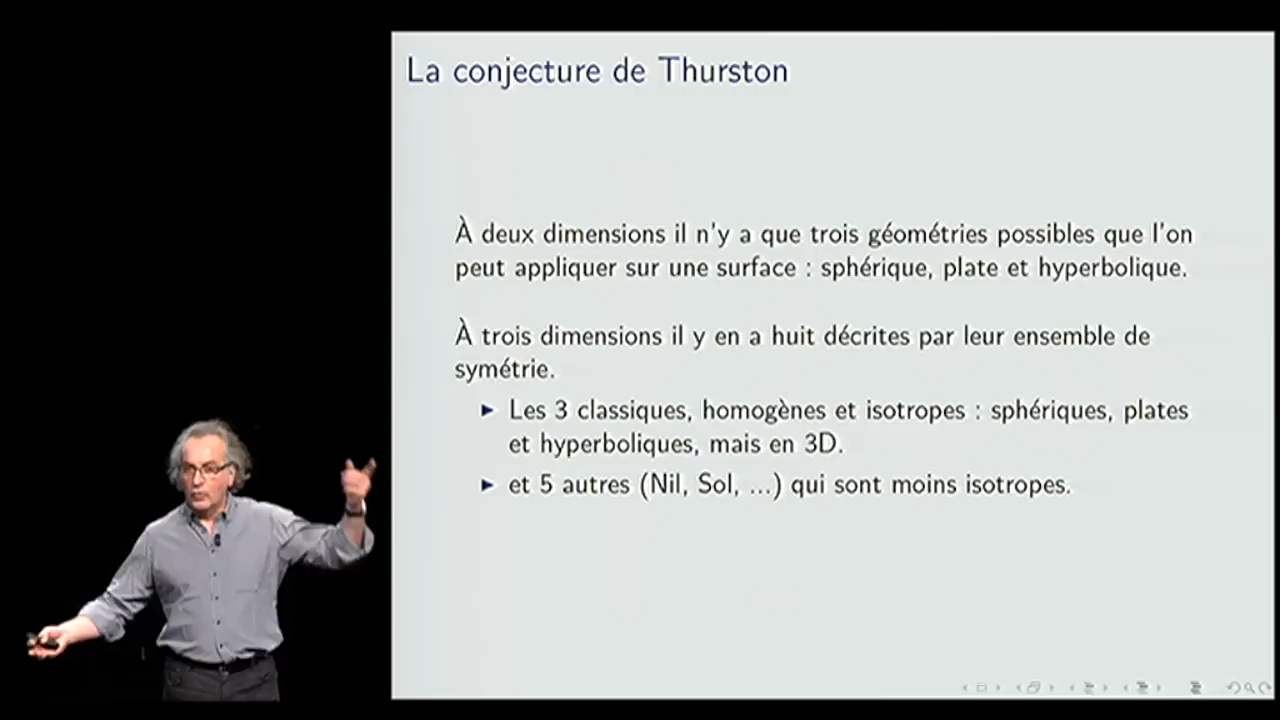 La conjecture de Thurston
À deux dimensions il n'y a que trois géométries possibles que l'on
peut appliquer sur une surface : sphérique, plate et hyperbolique.
À trois dimensions il y en a huit décrites par leur ensemble de
symétrie.
▶ Les 3 classiques, homogènes et isotropes : sphériques, plates
et hyperboliques, mais en 3D.
▶ et 5 autres (Nil, Sol, ...) qui sont moins isotropes.